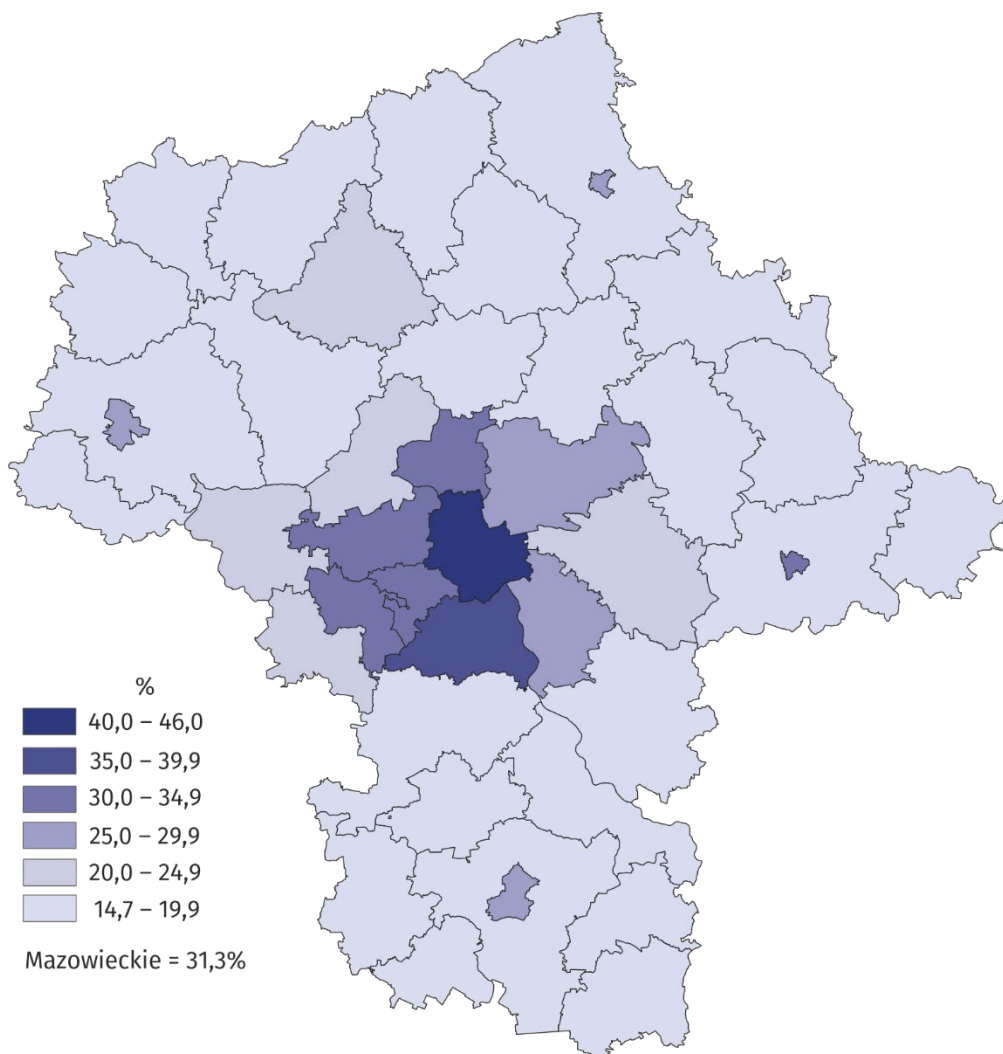 %
40,0 – 46,0
35,0 – 39,9
30,0 – 34,9
25,0 – 29,9
20,0 – 24,9
14,7 – 19,9
Mazowieckie = 31,3%